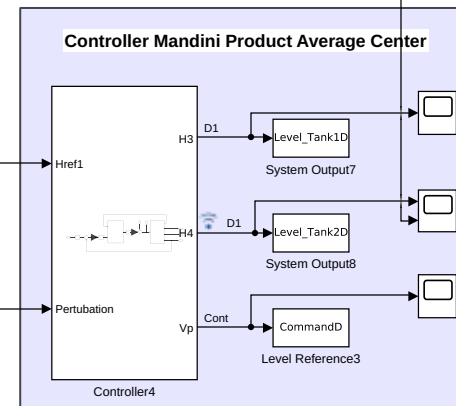 Controller Mandini Product Average Center
D1
H3
Level_Tank1D
Href1
System Output7
D1
H4
Level_Tank2D
System Output8
Cont
Pertubation
Vp
CommandD
Level Reference3
Controller4